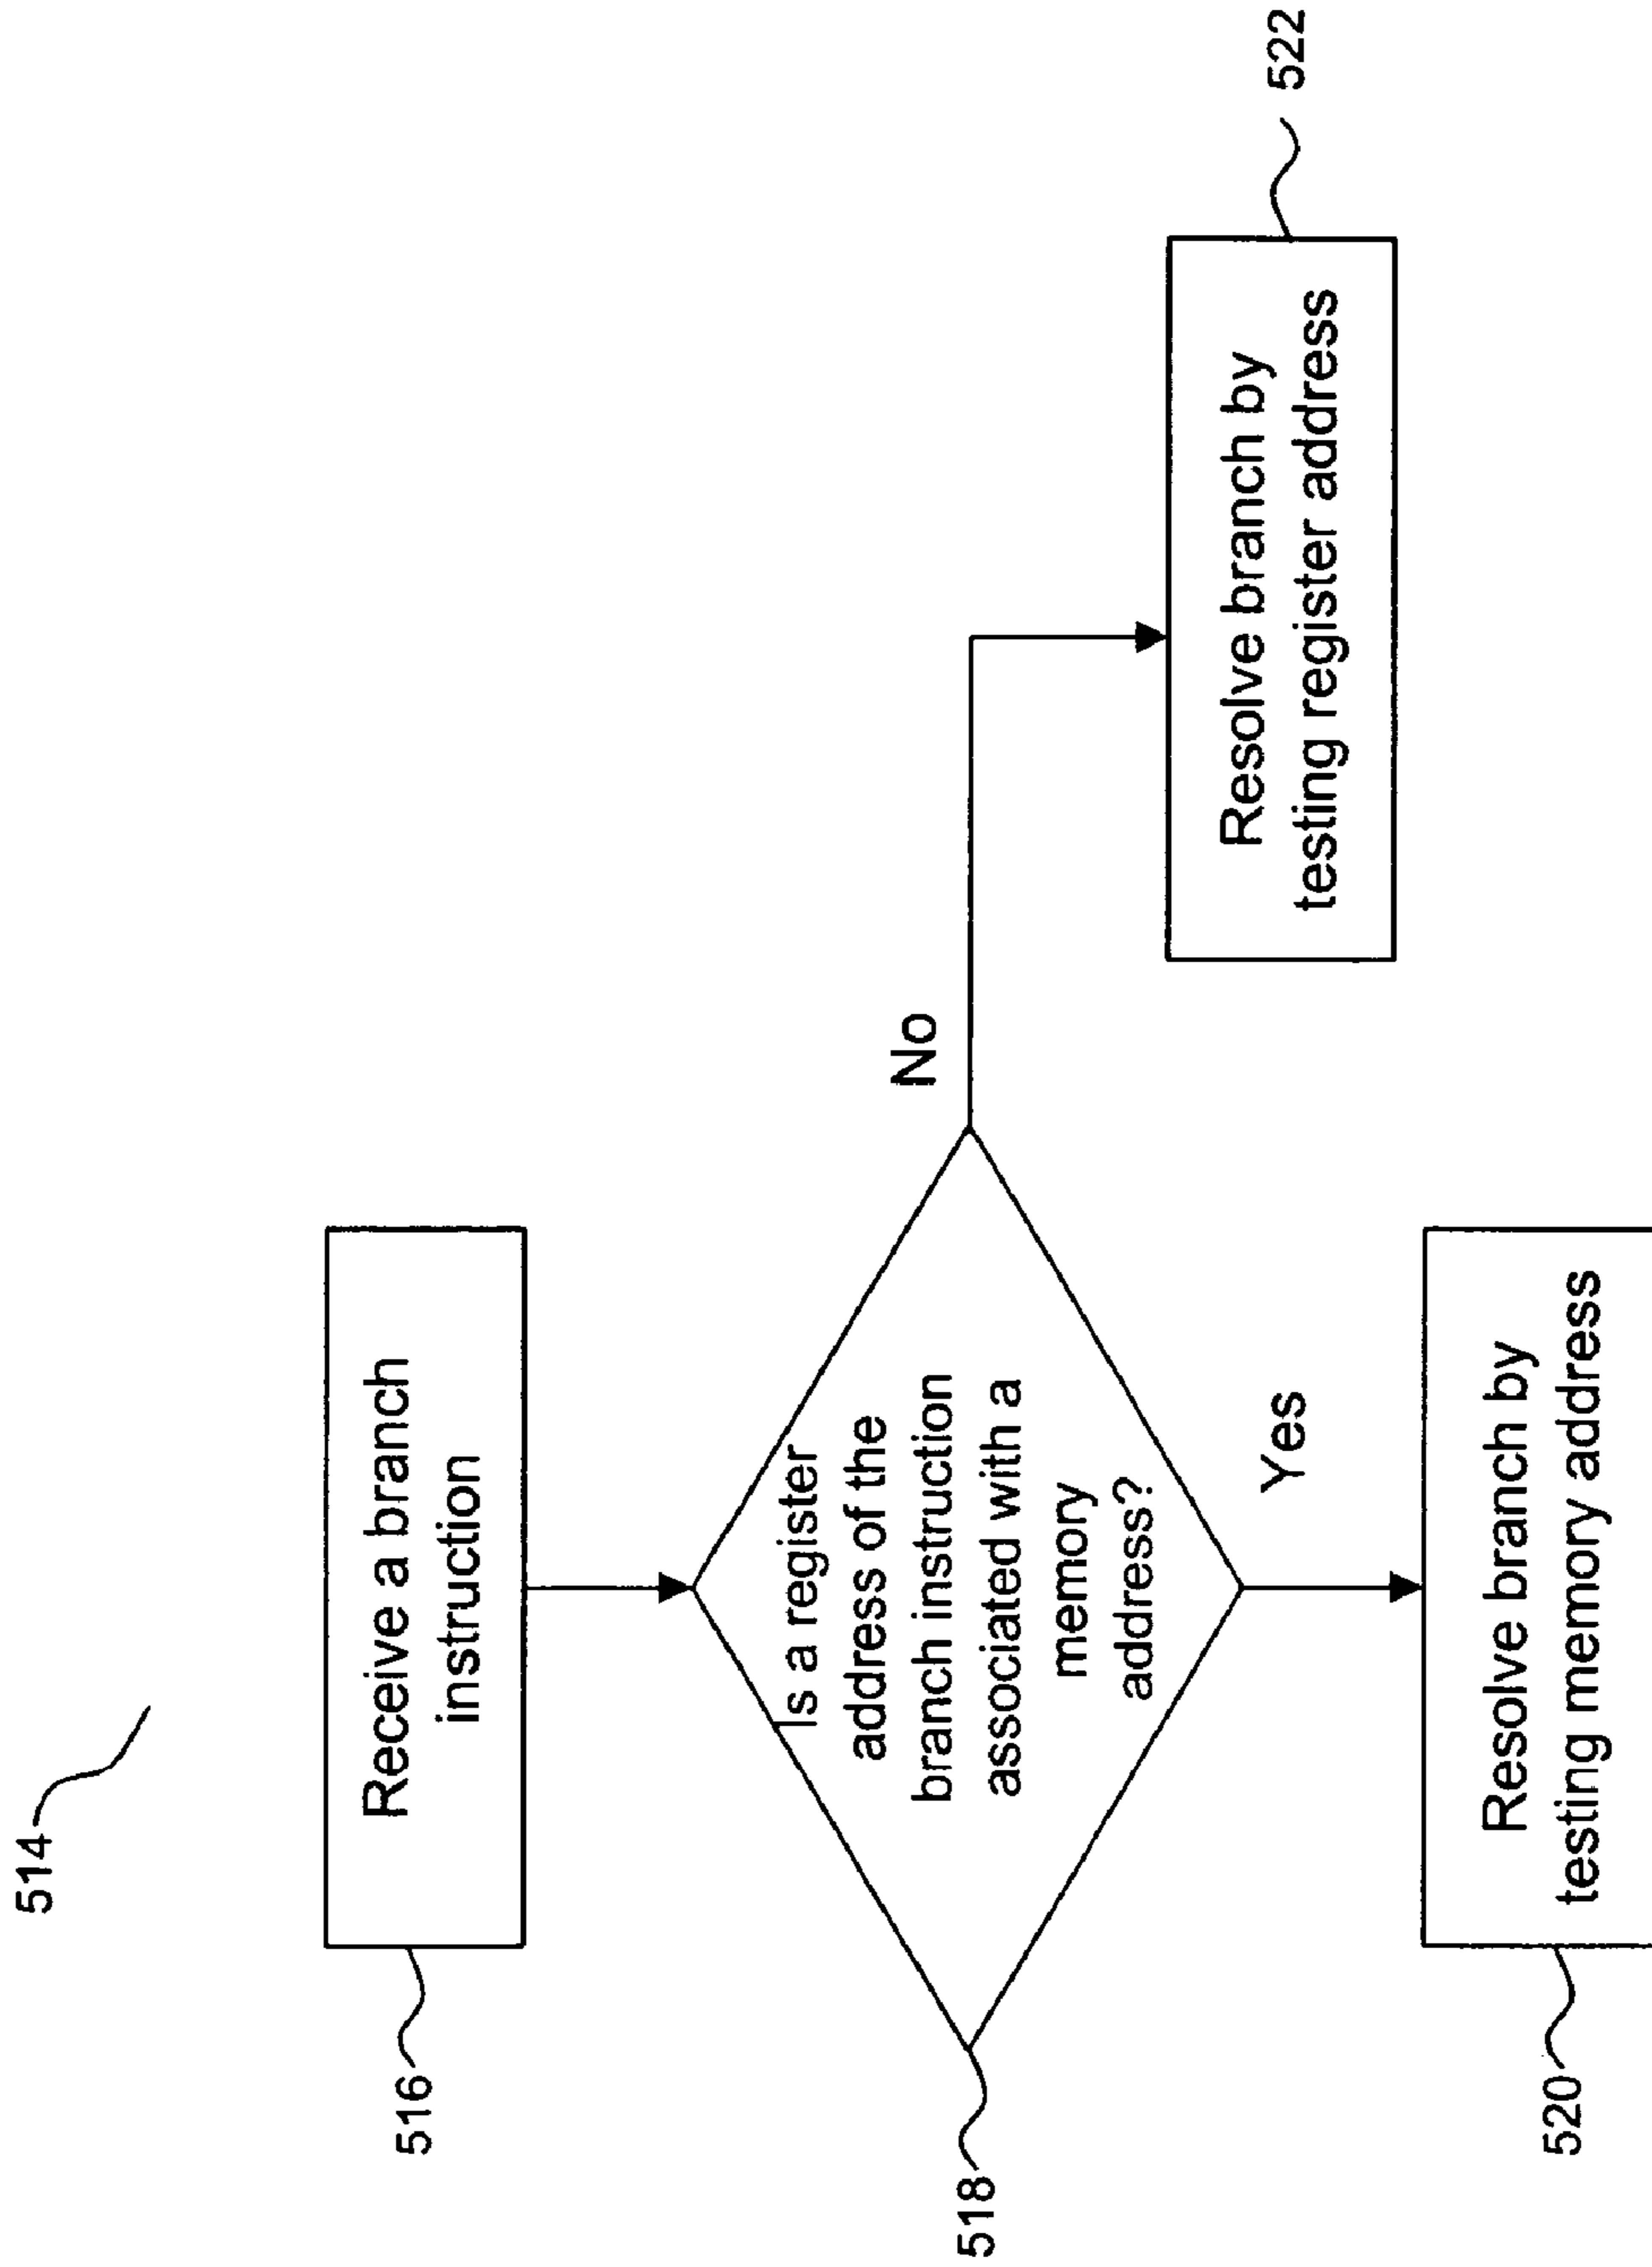 514
516
Receive a branch
instruction
518
Is a register
address of the
branch instruction
associated with a
memory
address?
No
Yes
520
Resolve branch by
testing memory address
Resolve branch by
testing register address
522